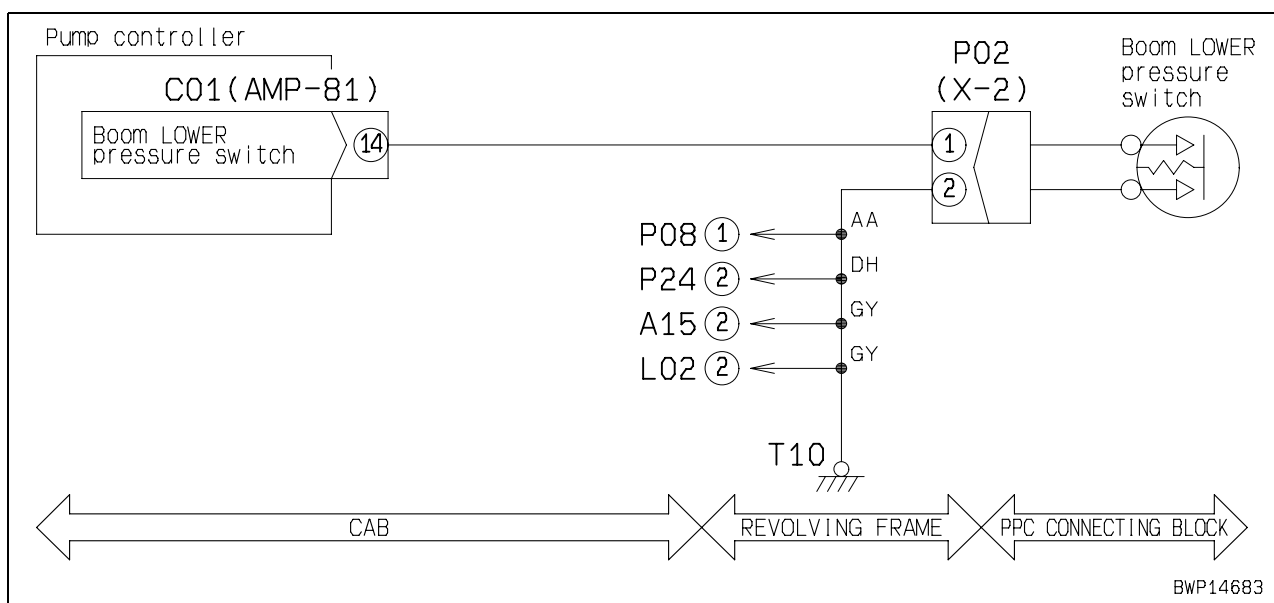 Pump controller
C01(AMP-81)
Boom LOWER
pressure switch
14
P02
(X-2)
1
2
Boom LOWER
pressure
switch
AA
P08 1
DH
P24 2
GY
A15 2
GY
L02 2
T10
CAB
REVOLVING FRAME
PPC CONNECTING BLOCK
BWP14683